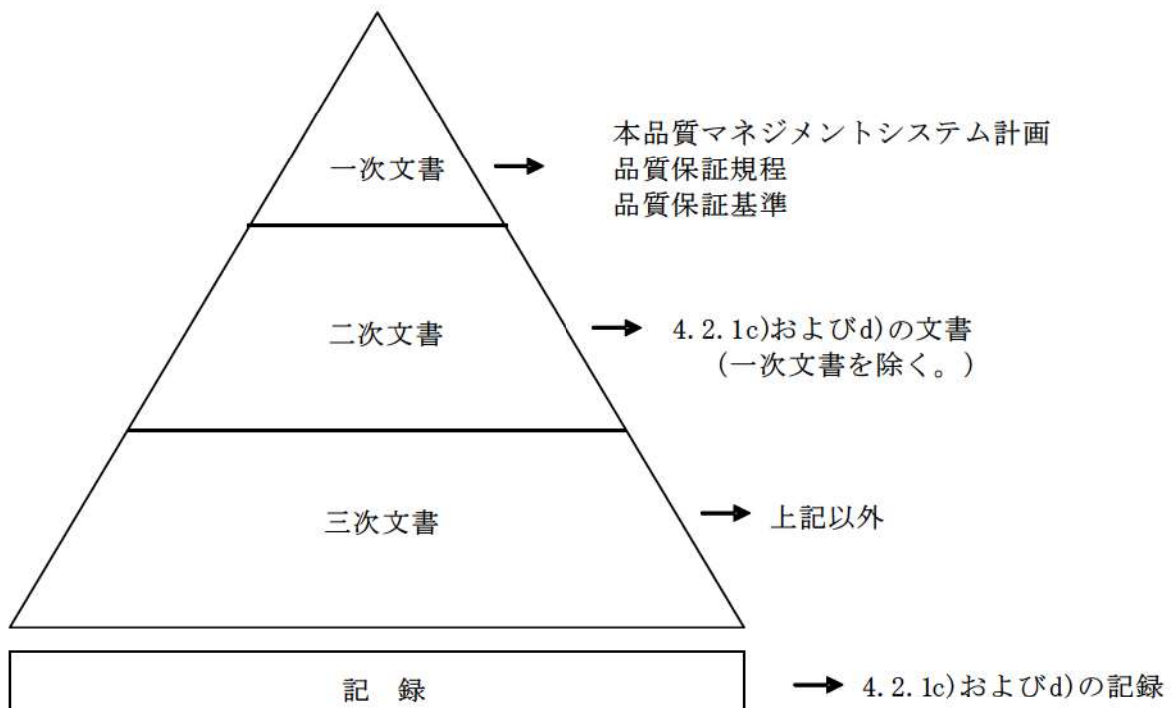 一次文書
本品質マネジメントシステム計画
品質保証規程
品質保証基準
二次文書
4.2.1c)およびd)の文書
(一次文書を除く。)
三次文書
上記以外
記　録
4.2.1c)およびd)の記録